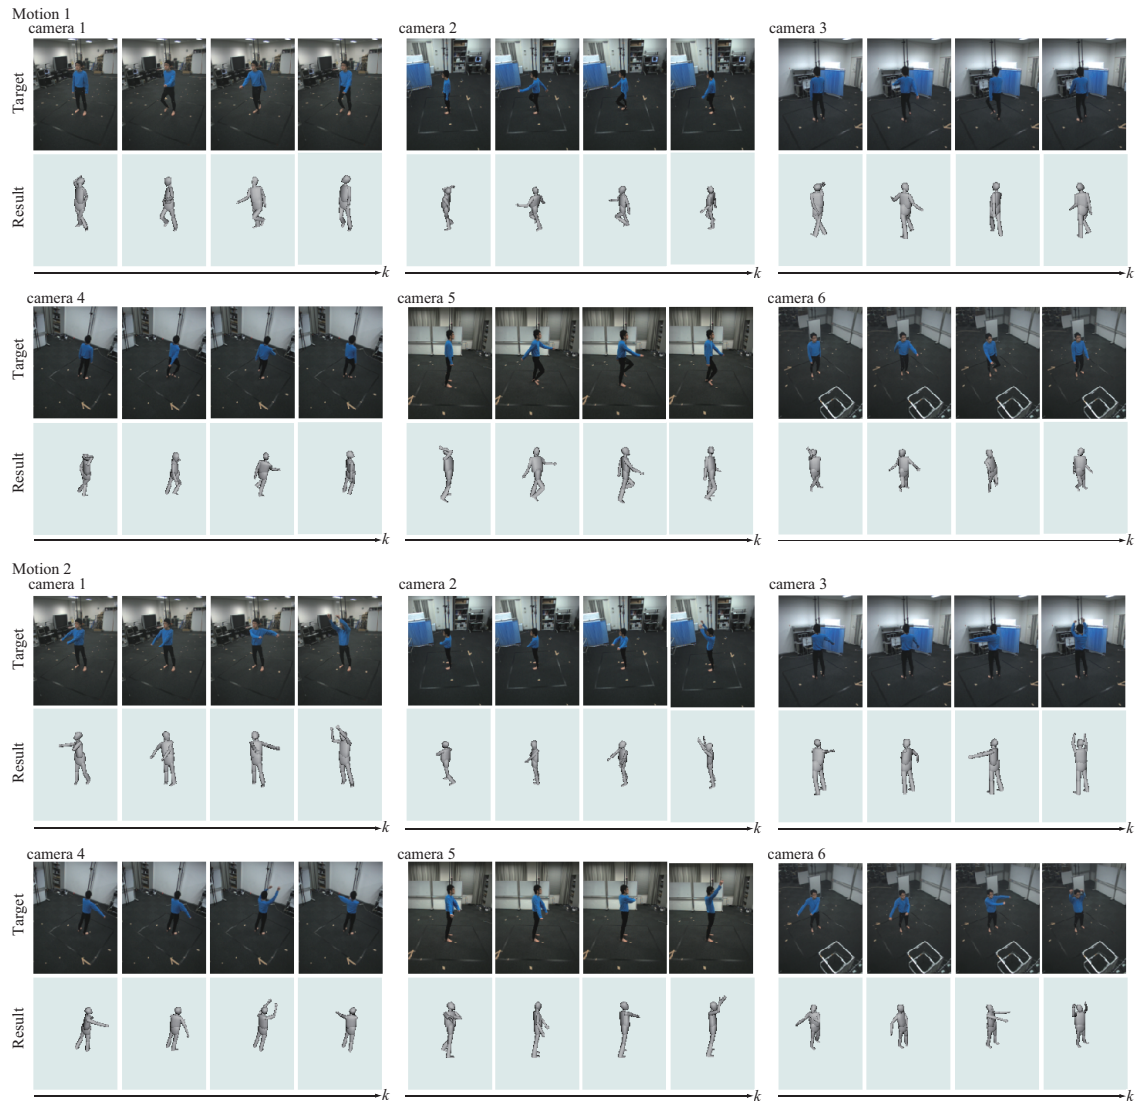 Motion 1
camera 1
camera 2
camera 3
Target
Result
k
k
k
camera 4
camera 5
camera 6
Target
Result
k
k
k
Motion 2
camera 1
camera 2
camera 3
Target
Result
k
k
k
camera 4
camera 5
camera 6
Target
Result
k
k
k